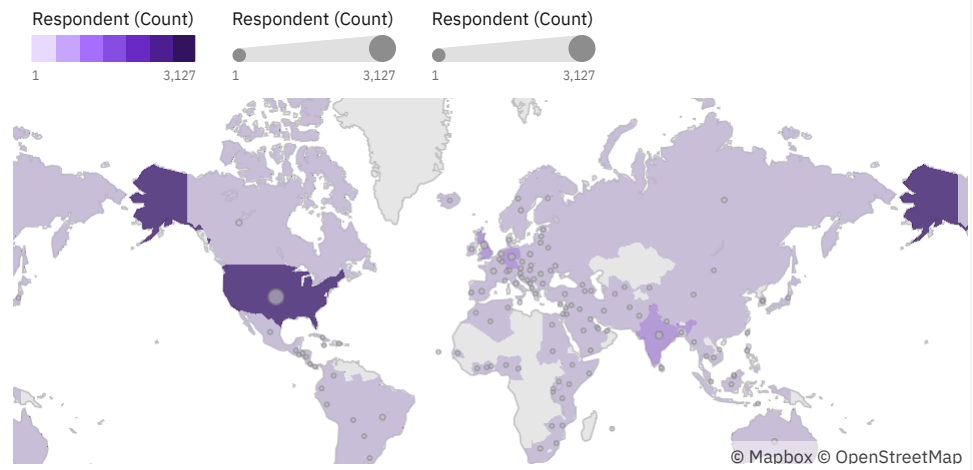 Respondent (Count)
1 3,127
Respondent (Count)
1 3,127
Respondent (Count)
1 3,127
© Mapbox © OpenStreetMap